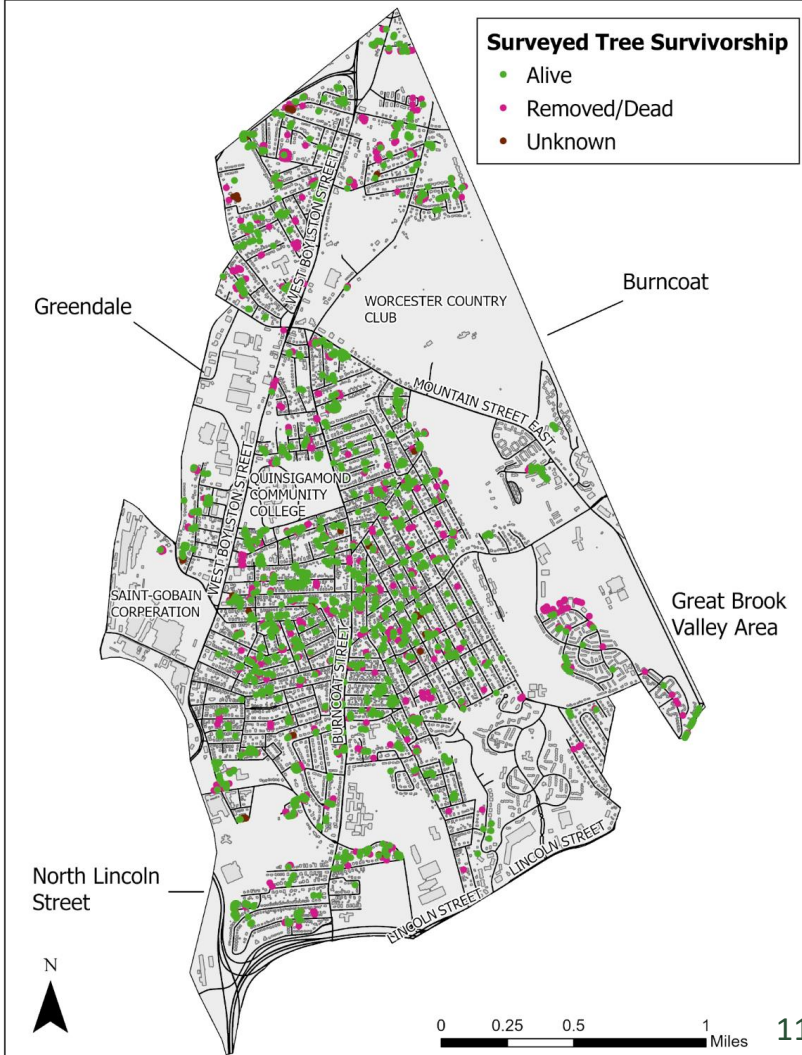 Surveyed Tree Survivorship
Alive
Removed/Dead
Unknown
WEST BOYLSTON STREET
Greendale
Burncoat
WORCESTER COUNTRY
CLUB
MOUNTAIN STREET EAST
QUINSIGAMOND
COMMUNITY
COLLEGE
WEST BOYLSTON STREET
SAINT-GOBAIN
CORPERATION
Great Brook
Valley Area
BURNCOAT STREET
North Lincoln
Street
LINCOLN STREET
LINCOLN STREET
N
0 0.25 0.5 1
Miles
11